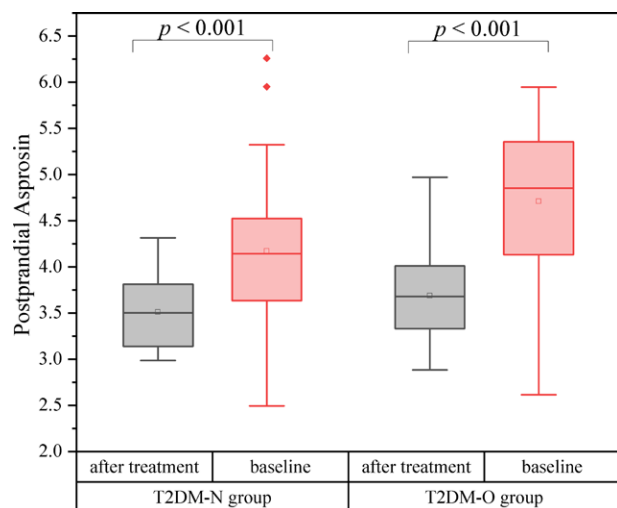 p < 0.001 p < 0.001
6.5
6.0
5.5
5.0
4.5
4.0
3.5
3.0
2.5
2.0
Postprandial Asprosin
after treatment baseline after treatment baseline
T2DM-N group T2DM-O group